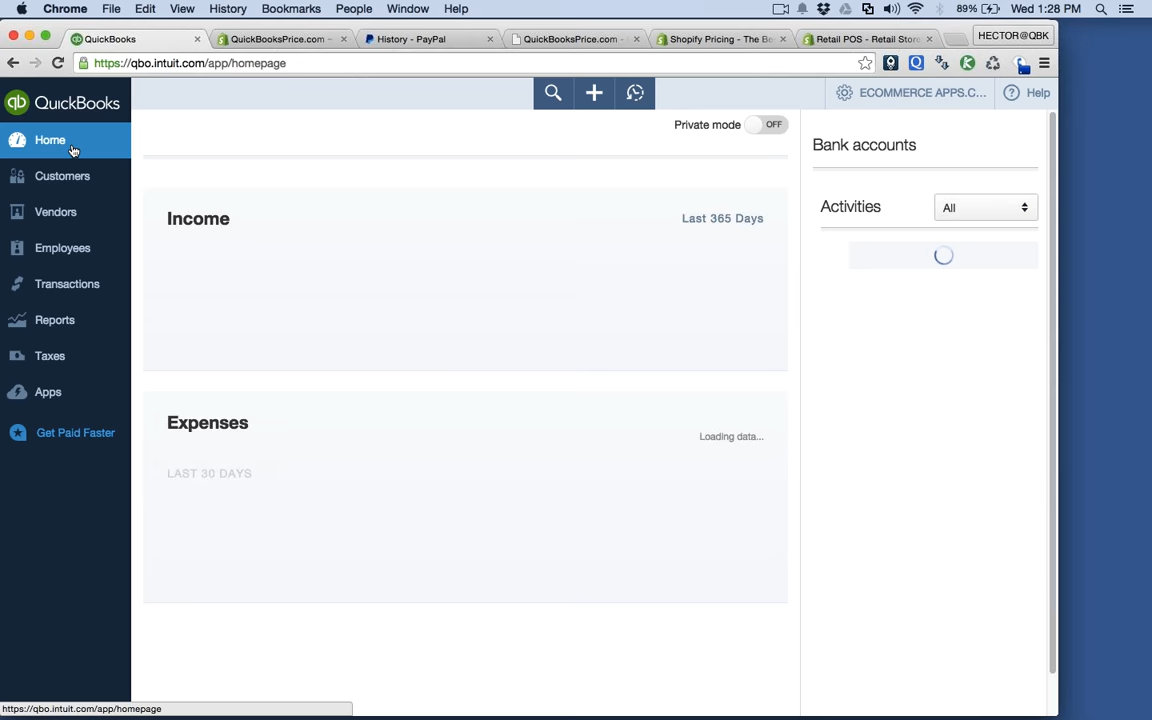 Chrome File Edit View History Bookmarks People Window Help 89% Wed 1:28 PM
QuickBooks QuickBooksPrice.com - History - PayPal QuickBooksPrice.com - Shopify Pricing - The Be Retail POS - Retail Store HECTOR@QBK
https://qbo.intuit.com/app/homepage
qb QuickBooks ECOMMERCE APPS.C... ? Help
Home
Customers
Vendors
Employees
Transactions
Reports
Taxes
Apps
Get Paid Faster
Private mode OFF
Income Last 365 Days
Expenses
Loading data...
LAST 30 DAYS
Bank accounts
Activities All
https://qbo.intuit.com/app/homepage